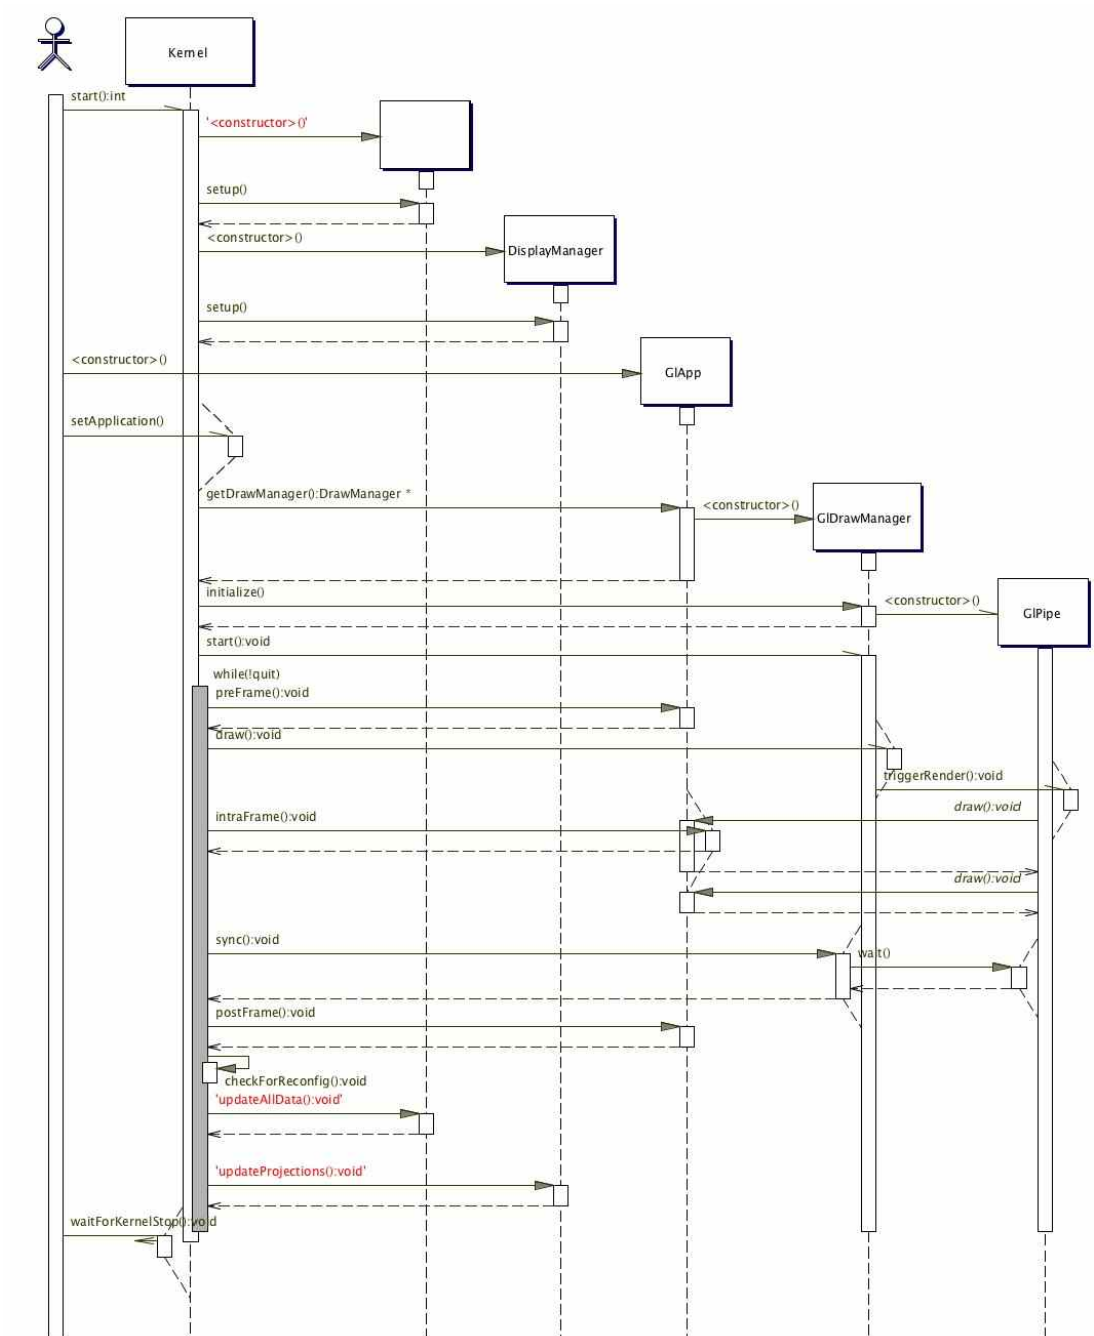 Kernel
start():int
'<constructor>()'
setup()
<constructor>()
DisplayManager
setup()
<constructor>()
GlApp
setApplication()
getDrawManager():DrawManager *
<constructor>()
GlDrawManager
initialize()
<constructor>()
GlPipe
start():void
while(!quit)
preFrame():void
draw():void
triggerRender():void
draw():void
intraFrame():void
draw():void
sync():void
wait()
postFrame():void
checkForReconfig():void
'updateAllData():void'
'updateProjections():void'
waitForKernelStop():void